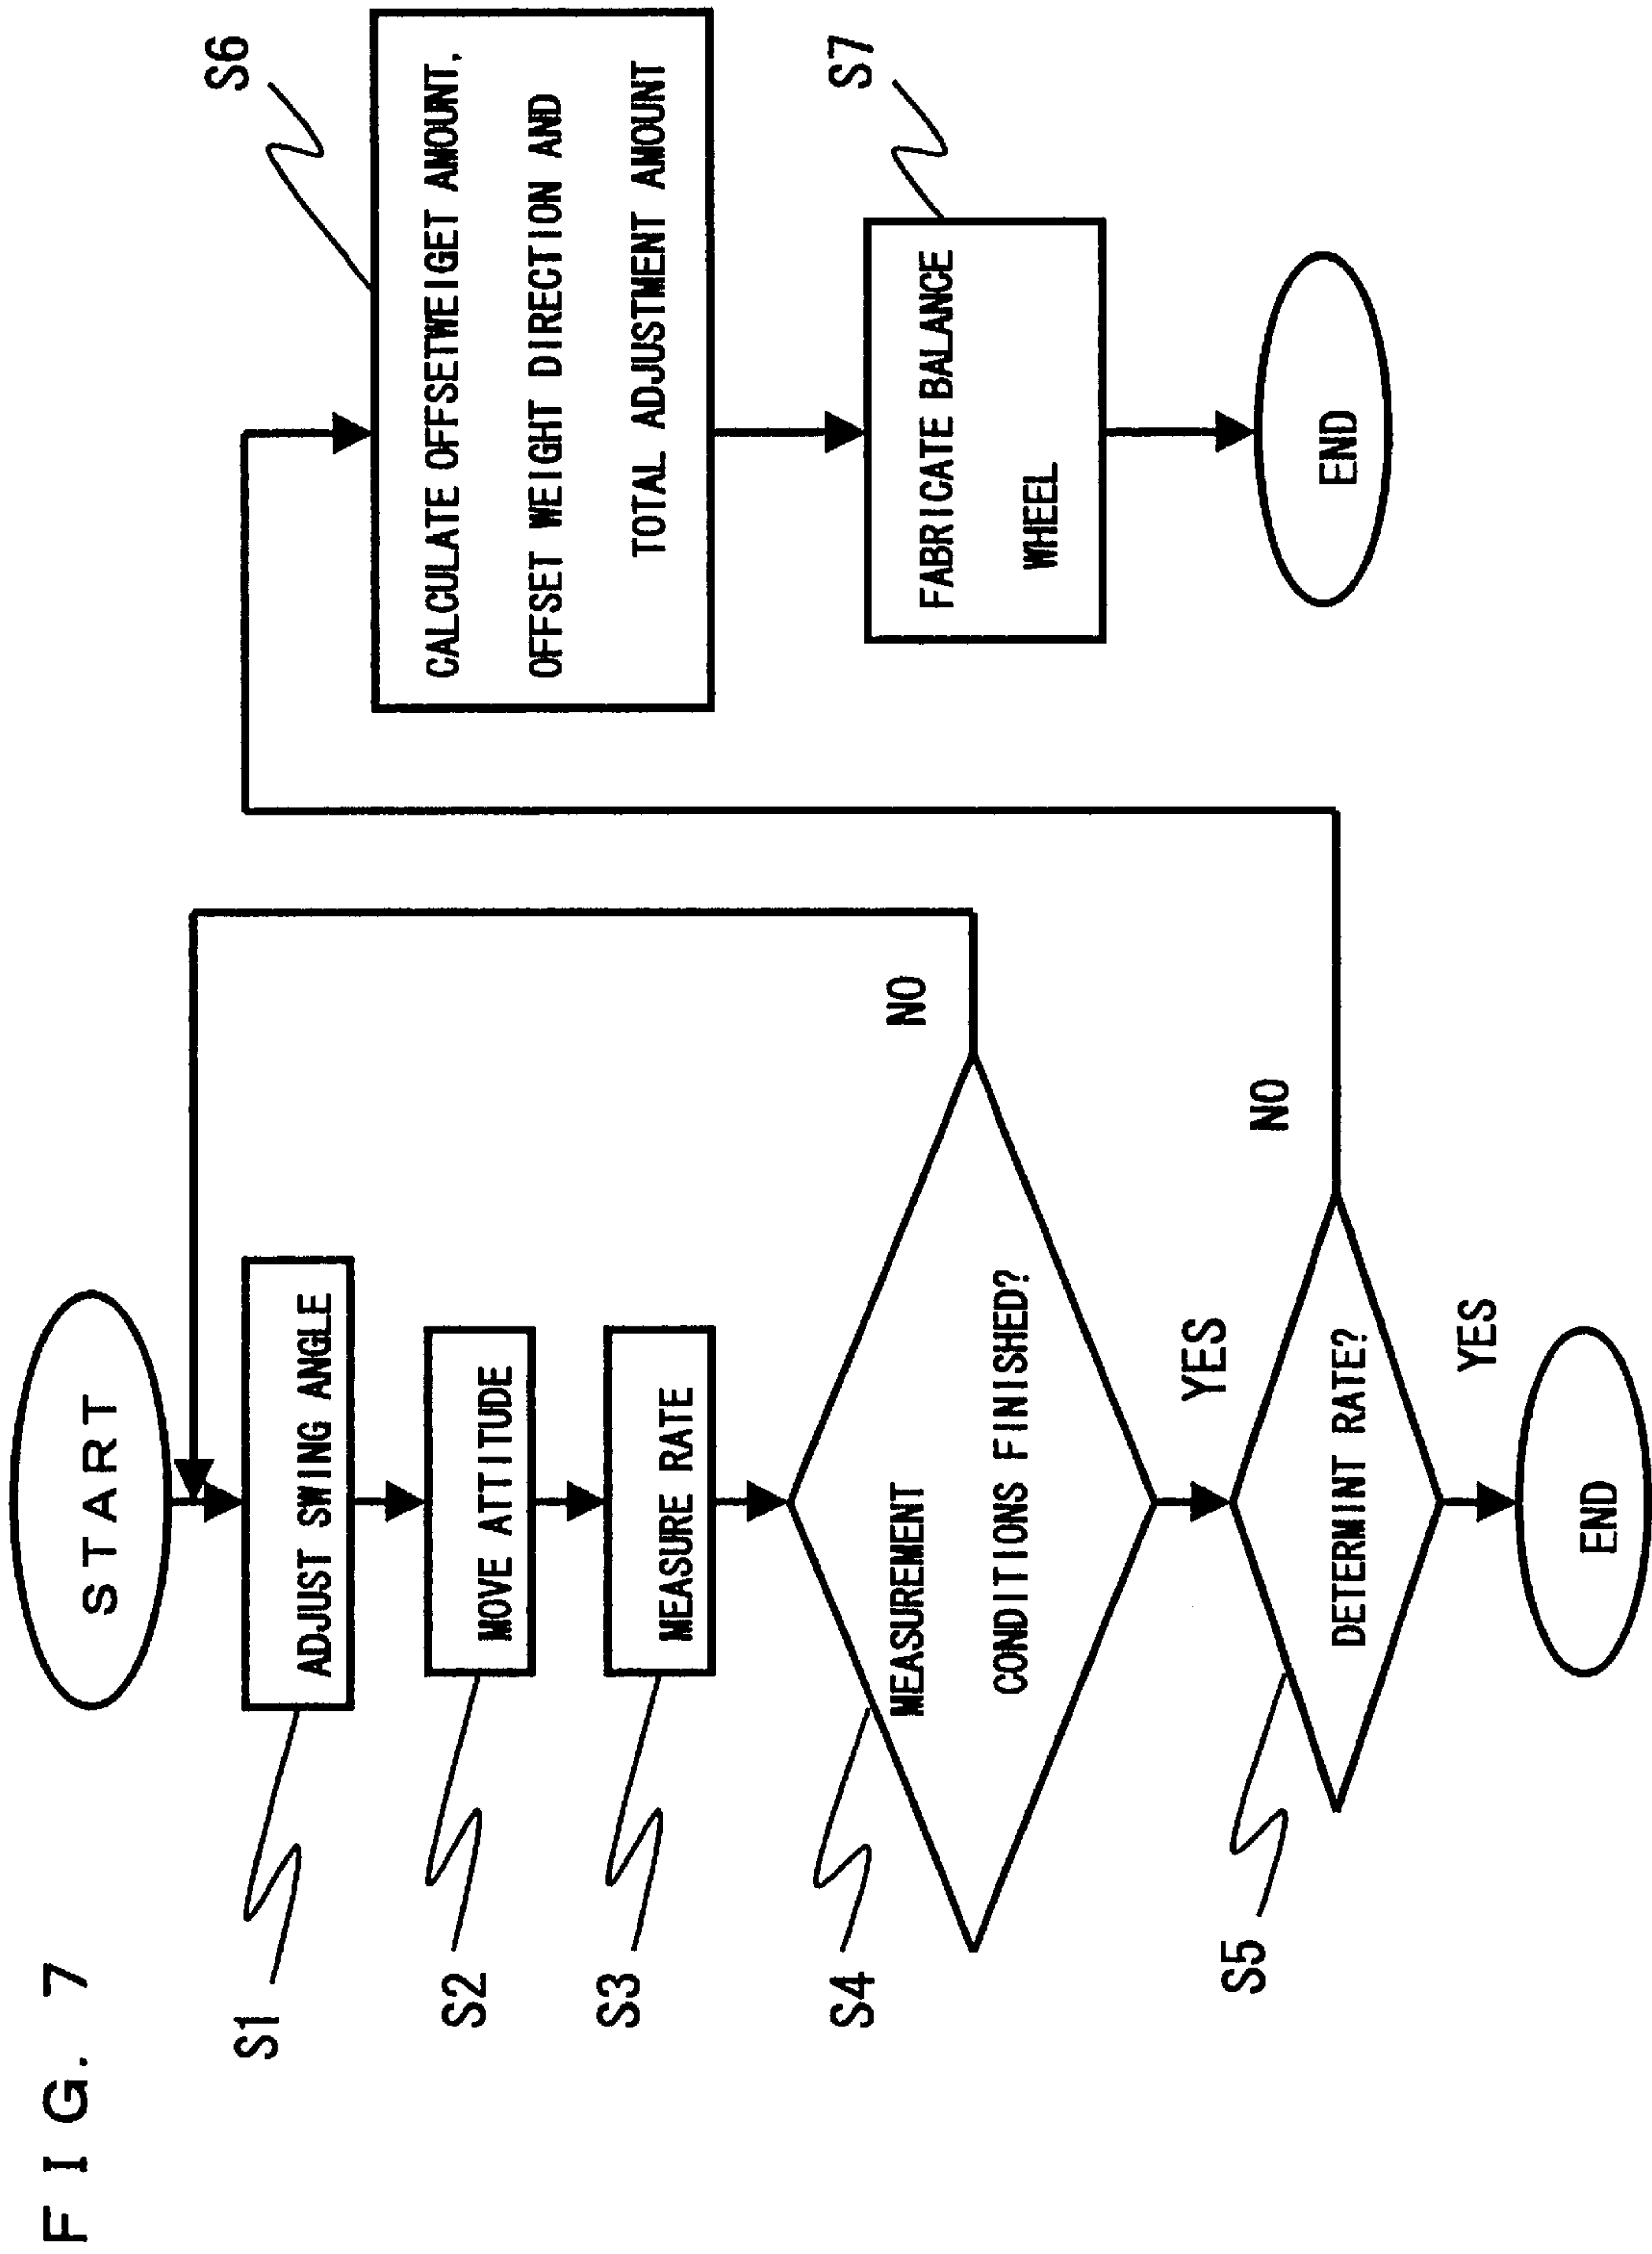 FIG. 7
START
S1
ADJUST SWING ANGLE
S2
MOVE ATTITUDE
S3
MEASURE RATE
S4
MEASUREMENT
CONDITIONS FINISHED?
NO
YES
S5
DETERMINT RATE?
NO
YES
END
S6
CALCULATE OFFSETWEIGET AMOUNT,
OFFSET WEIGHT DIRECTION AND
TOTAL ADJUSTMENT AMOUNT
S7
FABRICATE BALANCE
WHEEL
END